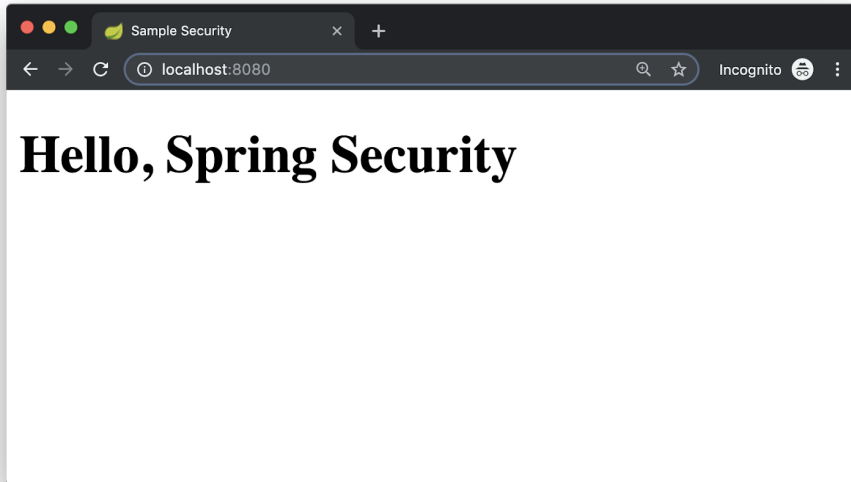 Sample Security
localhost:8080
Incognito
Hello, Spring Security